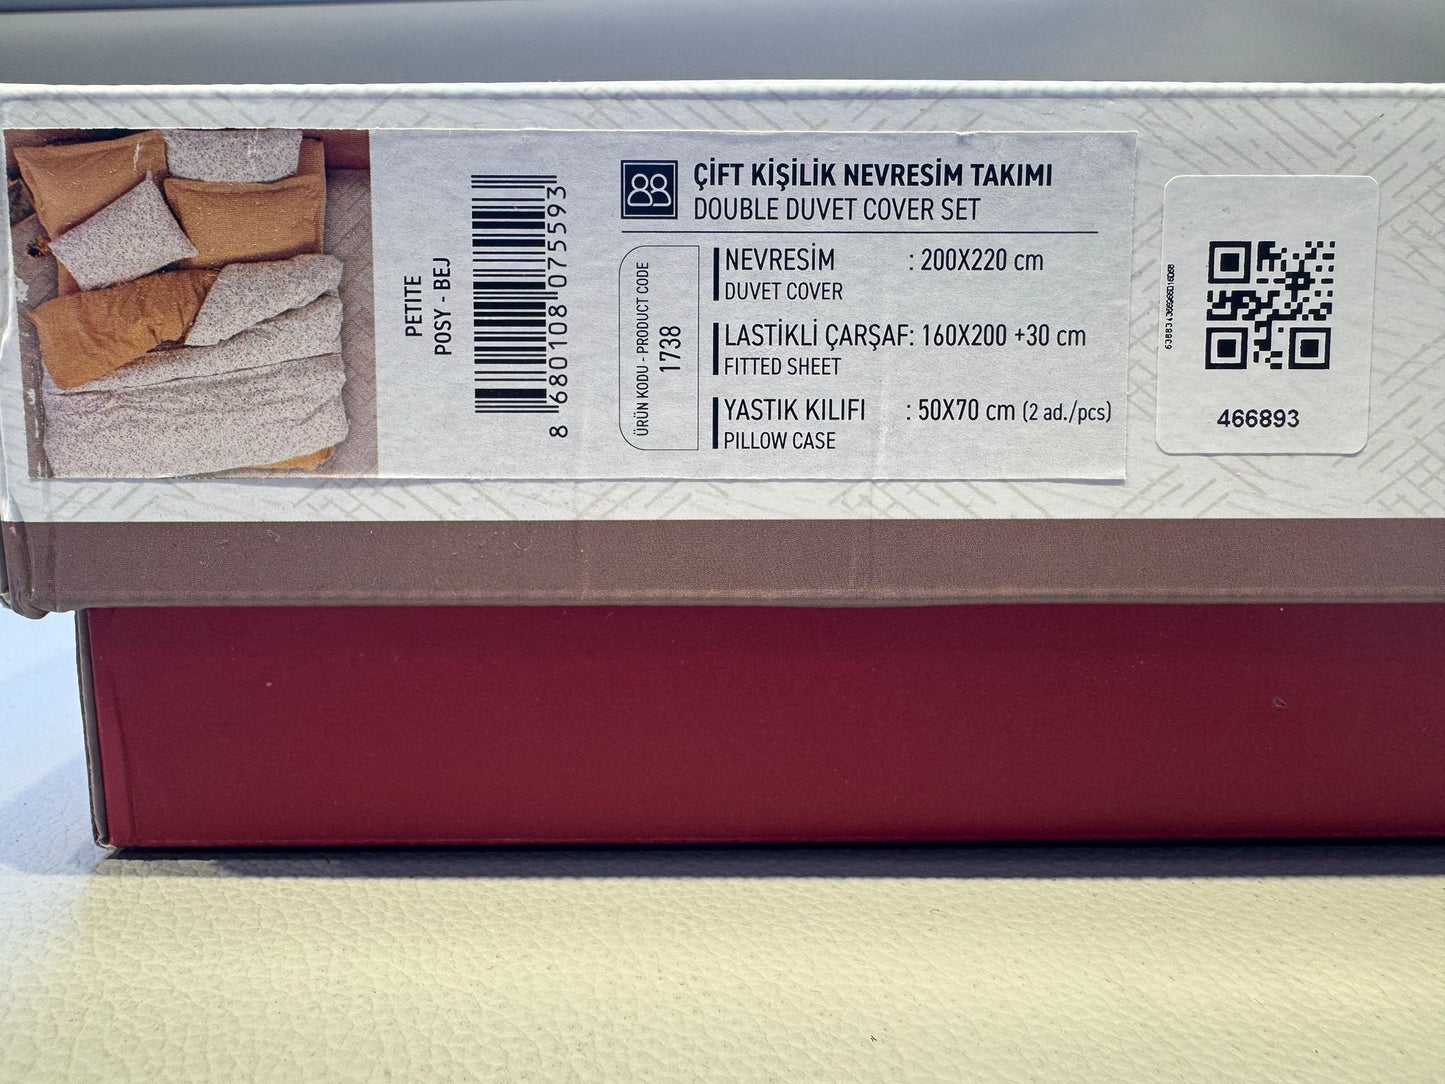 PETITE
POSY - BEJ
8 680108 075593
ÇİFT KİŞİLİK NEVRESİM TAKIMI
DOUBLE DUVET COVER SET
ÜRÜN KODU - PRODUCT CODE
1738
NEVRESİM : 200X220 cm
DUVET COVER
LASTİKLİ ÇARŞAF: 160X200 +30 cm
FITTED SHEET
YASTIK KILIFI : 50X70 cm (2 ad./pcs)
PILLOW CASE
466893